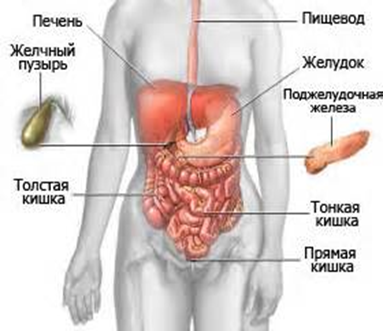 Печень
Желчный
пузырь
Толстая
кишка
Пищевод
Желудок
Поджелудочная
железа
Тонкая
кишка
Прямая
кишка